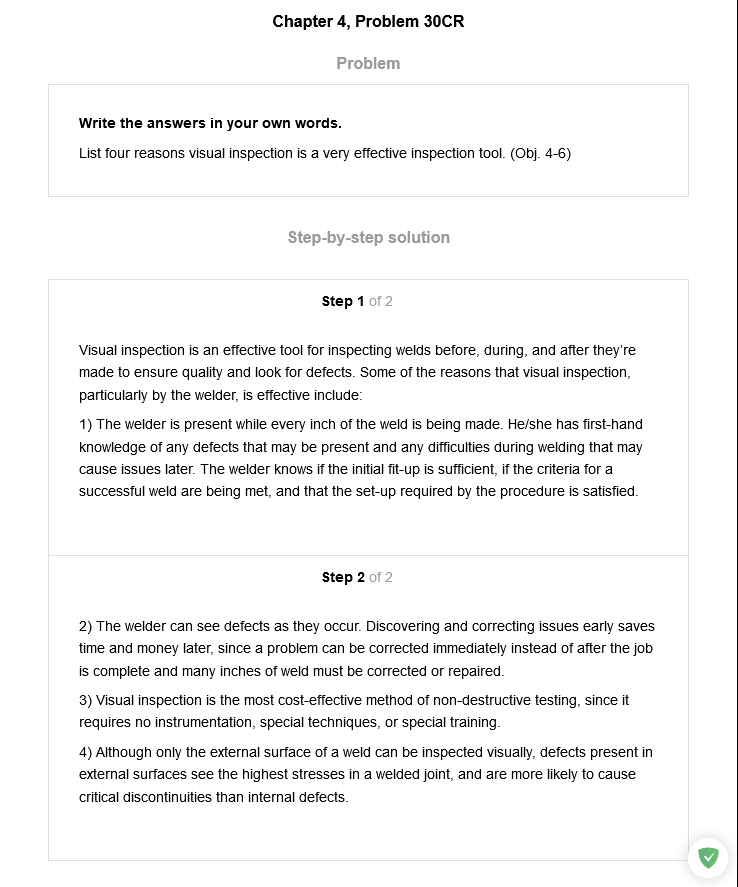 Chapter 4, Problem 30CR
Problem
Write the answers in your own words.
List four reasons visual inspection is a very effective inspection tool. (Obj. 4-6)
Step-by-step solution
Step 1 of 2
Visual inspection is an effective tool for inspecting welds before, during, and after they’re
made to ensure quality and look for defects. Some of the reasons that visual inspection,
particularly by the welder, is effective include:
1) The welder is present while every inch of the weld is being made. He/she has first-hand
knowledge of any defects that may be present and any difficulties during welding that may
cause issues later. The welder knows if the initial fit-up is sufficient, if the criteria for a
successful weld are being met, and that the set-up required by the procedure is satisfied.
Step 2 of 2
2) The welder can see defects as they occur. Discovering and correcting issues early saves
time and money later, since a problem can be corrected immediately instead of after the job
is complete and many inches of weld must be corrected or repaired.
3) Visual inspection is the most cost-effective method of non-destructive testing, since it
requires no instrumentation, special techniques, or special training.
4) Although only the external surface of a weld can be inspected visually, defects present in
external surfaces see the highest stresses in a welded joint, and are more likely to cause
critical discontinuities than internal defects.